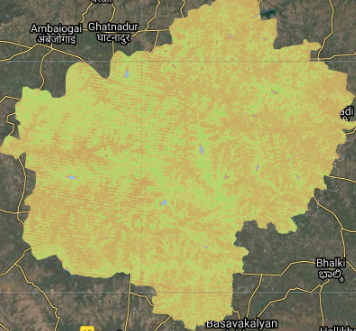 Ambajogai
अंबेजोगाई
Ghatnadur
घाटनादुर
Bhalki
ಭಾಲ್ಕಿ
Basavakalyan